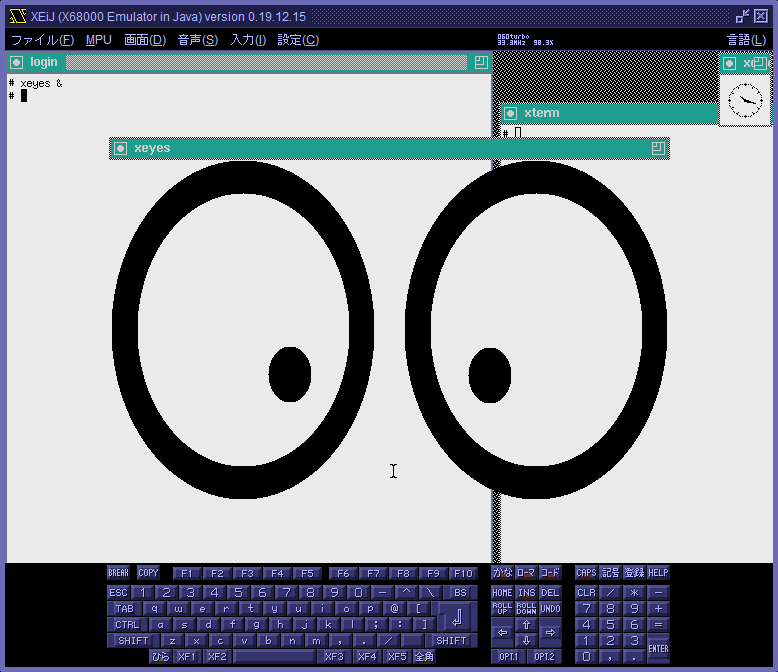 XEiJ (X68000 Emulator in Java) version 0.19.12.15
ファイル(F) MPU 画面(D) 音声(S) 入力(I) 設定(C) 060turbo 言語(L)
33.3MHz 98.3%
login
# xeyes &
#
xterm
#
xeyes
BREAK COPY F1 F2 F3 F4 F5 F6 F7 F8 F9 F10 かな ローマ コード CAPS 記号 登録 HELP
ESC 1 2 3 4 5 6 7 8 9 0 - ^ \ BS HOME INS DEL CLR / * -
TAB q w e r t y u i o p @ [ ROLL UP ROLL DOWN UNDO 7 8 9 +
CTRL a s d f g h j k l ; : ] ⇦ ⇧ ⇨ 4 5 6 =
SHIFT z x c v b n m , . / SHIFT ⇩ 1 2 3 ENTER
ひら XF1 XF2 XF3 XF4 XF5 全角 OPT.1 OPT.2 0 , .